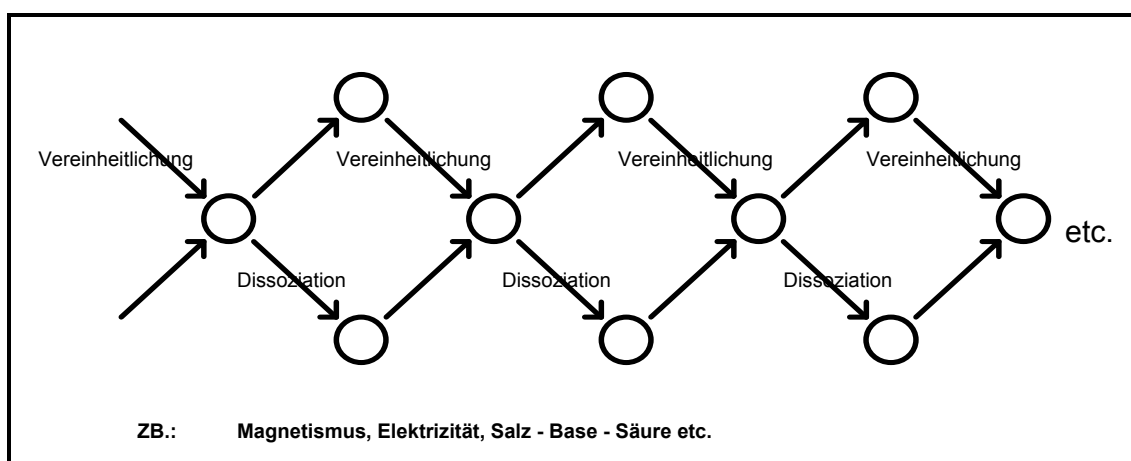 Vereinheitlichung Vereinheitlichung Vereinheitlichung Vereinheitlichung
etc.
Dissoziation Dissoziation Dissoziation
ZB.: Magnetismus, Elektrizität, Salz - Base - Säure etc.